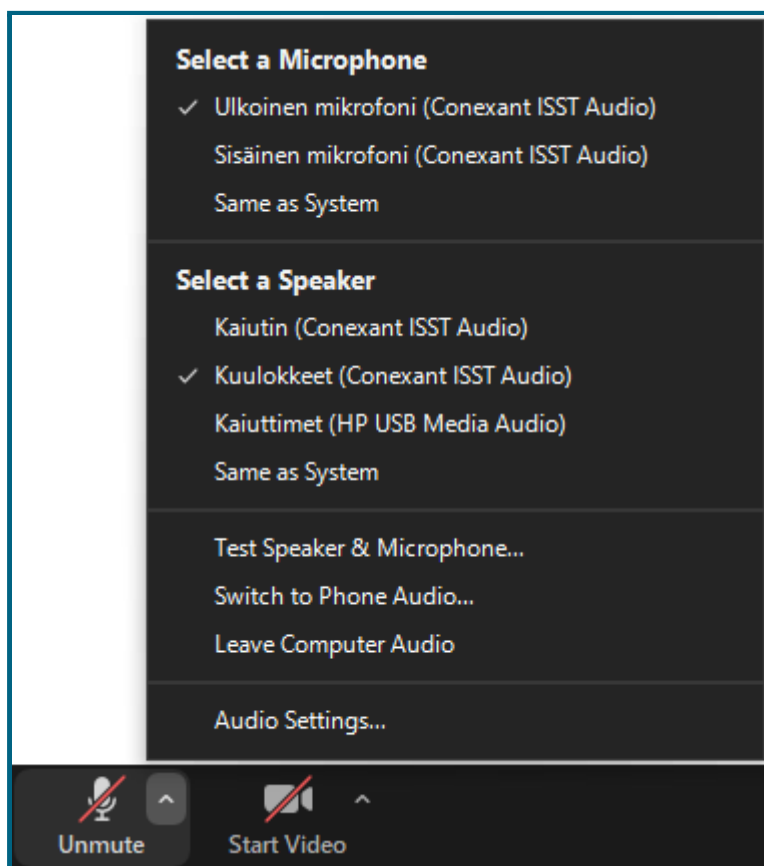 Select a Microphone
Ulkoinen mikrofoni (Conexant ISST Audio)
Sisäinen mikrofoni (Conexant ISST Audio)
Same as System
Select a Speaker
Kaiutin (Conexant ISST Audio)
Kuulokkeet (Conexant ISST Audio)
Kaiuttimet (HP USB Media Audio)
Same as System
Test Speaker & Microphone...
Switch to Phone Audio...
Leave Computer Audio
Audio Settings...
Unmute
Start Video